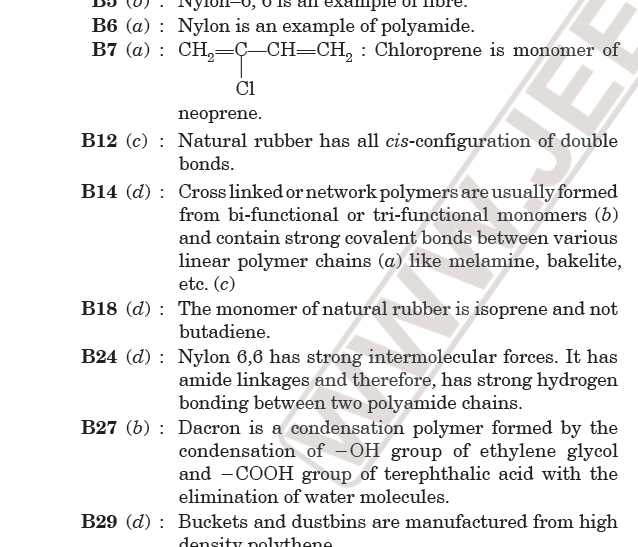 B5 (b) : Nylon–6, 6 is an example of fibre.
B6 (a) : Nylon is an example of polyamide.
B7 (a) : CH₂=C—CH=CH₂ : Chloroprene is monomer of
Cl
neoprene.
B12 (c) : Natural rubber has all cis-configuration of double
bonds.
B14 (d) : Cross linked or network polymers are usually formed
from bi-functional or tri-functional monomers (b)
and contain strong covalent bonds between various
linear polymer chains (a) like melamine, bakelite,
etc. (c)
B18 (d) : The monomer of natural rubber is isoprene and not
butadiene.
B24 (d) : Nylon 6,6 has strong intermolecular forces. It has
amide linkages and therefore, has strong hydrogen
bonding between two polyamide chains.
B27 (b) : Dacron is a condensation polymer formed by the
condensation of –OH group of ethylene glycol
and –COOH group of terephthalic acid with the
elimination of water molecules.
B29 (d) : Buckets and dustbins are manufactured from high
density polythene.
WWW.JEE